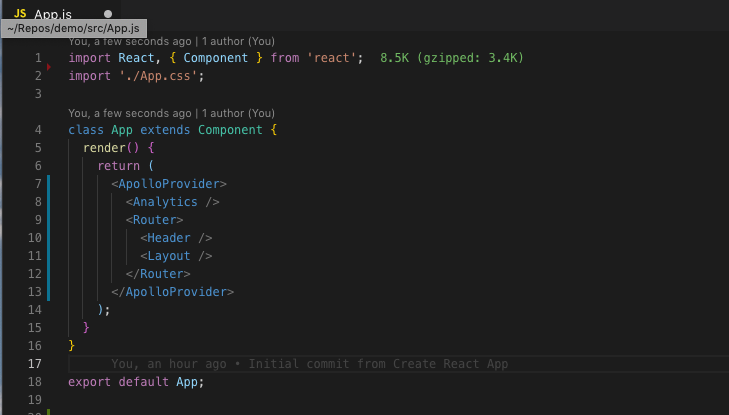 JS App.js
~/Repos/demo/src/App.js
You, a few seconds ago | 1 author (You)
1 import React, { Component } from 'react'; 8.5K (gzipped: 3.4K)
2 import './App.css';
3
You, a few seconds ago | 1 author (You)
4 class App extends Component {
5 render() {
6 return (
7 <ApolloProvider>
8 <Analytics />
9 <Router>
10 <Header />
11 <Layout />
12 </Router>
13 </ApolloProvider>
14 );
15 }
16 }
17 You, an hour ago • Initial commit from Create React App
18 export default App;
19